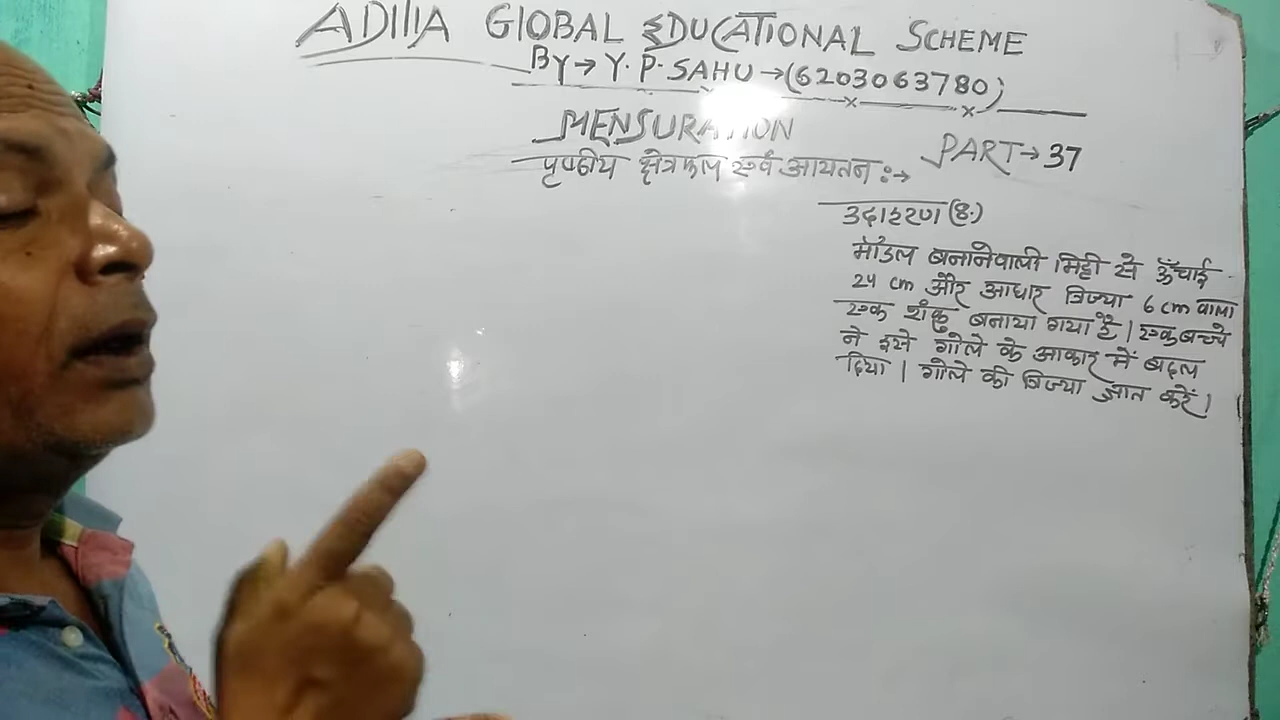 ADITIA GLOBAL EDUCATIONAL SCHEME
By→ Y. P. SAHU →(6203063780)
MENSURATION
PART→ 37
पृष्ठीय क्षेत्रफल एवं आयतन :→
उदाहरण (8.)
मॉडल बनानेवाली मिट्टी से ऊँचाई
24 cm और आधार त्रिज्या 6 cm वाला
एक शंकु बनाया गया है। एक बच्चे
ने इसे गोले के आकार में बदल
दिया। गोले की त्रिज्या ज्ञात करें।